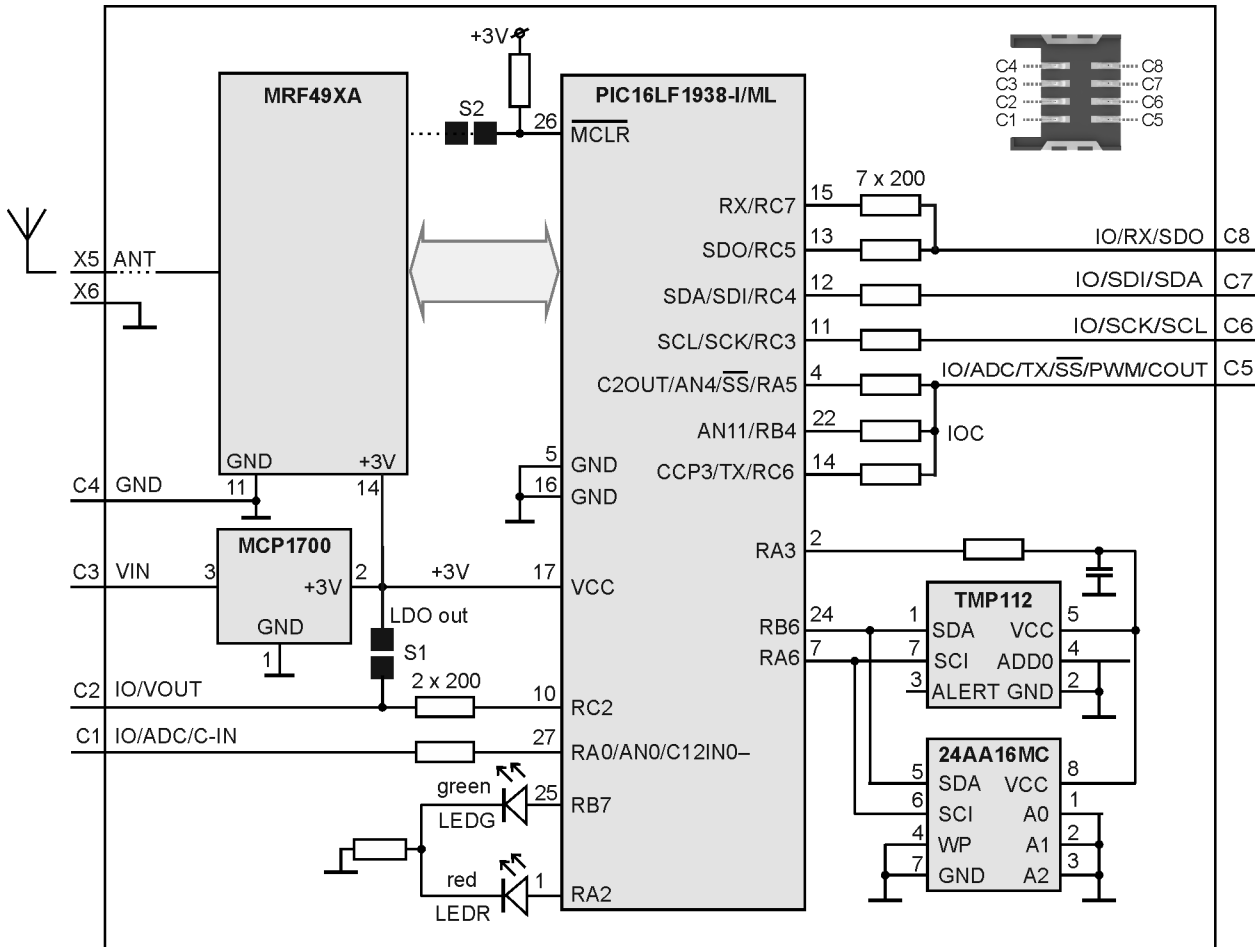 +3V
C4 C8
C3 C7
C2 C6
C1 C5
MRF49XA
S2
26
PIC16LF1938-I/ML
MCLR
7 x 200
RX/RC7 15
SDO/RC5 13
IO/RX/SDO C8
SDA/SDI/RC4 12
IO/SDI/SDA C7
SCL/SCK/RC3 11
IO/SCK/SCL C6
C2OUT/AN4/SS/RA5 4
IO/ADC/TX/SS/PWM/COUT C5
AN11/RB4 22
IOC
CCP3/TX/RC6 14
X5 ANT
X6
GND +3V
11 14
C4 GND
5 GND
16 GND
MCP1700
C3 VIN 3
+3V 2
GND
1
+3V
17 VCC
LDO out
S1
C2 IO/VOUT
2 x 200
10 RC2
C1 IO/ADC/C-IN
27 RA0/AN0/C12IN0–
green
LEDG
25 RB7
red
LEDR
1 RA2
RA3 2
RB6 24
RA6 7
TMP112
1 SDA VCC 5
7 SCI ADD0 4
3 ALERT GND 2
24AA16MC
5 SDA VCC 8
6 SCI A0 1
4 WP A1 2
7 GND A2 3